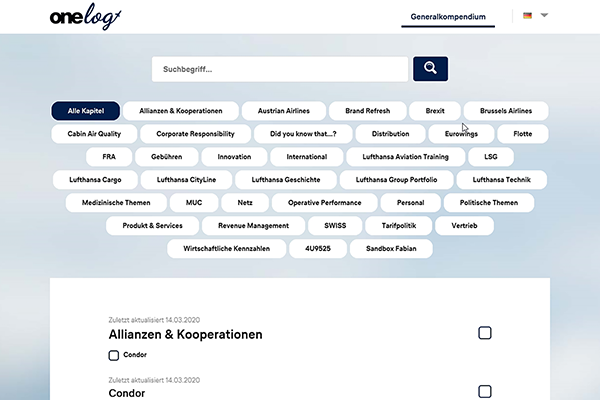 onelog
Generalkompendium
Suchbegriff...
Alle Kapitel Allianzen & Kooperationen Austrian Airlines Brand Refresh Brexit Brussels Airlines
Cabin Air Quality Corporate Responsibility Did you know that...? Distribution Eurowings Flotte
FRA Gebühren Innovation International Lufthansa Aviation Training LSG
Lufthansa Cargo Lufthansa CityLine Lufthansa Geschichte Lufthansa Group Portfolio Lufthansa Technik
Medizinische Themen MUC Netz Operative Performance Personal Politische Themen
Produkt & Services Revenue Management SWISS Tarifpolitik Vertrieb
Wirtschaftliche Kennzahlen 4U9525 Sandbox Fabian
Zuletzt aktualisiert 14.03.2020
Allianzen & Kooperationen
Condor
Zuletzt aktualisiert 14.03.2020
Condor